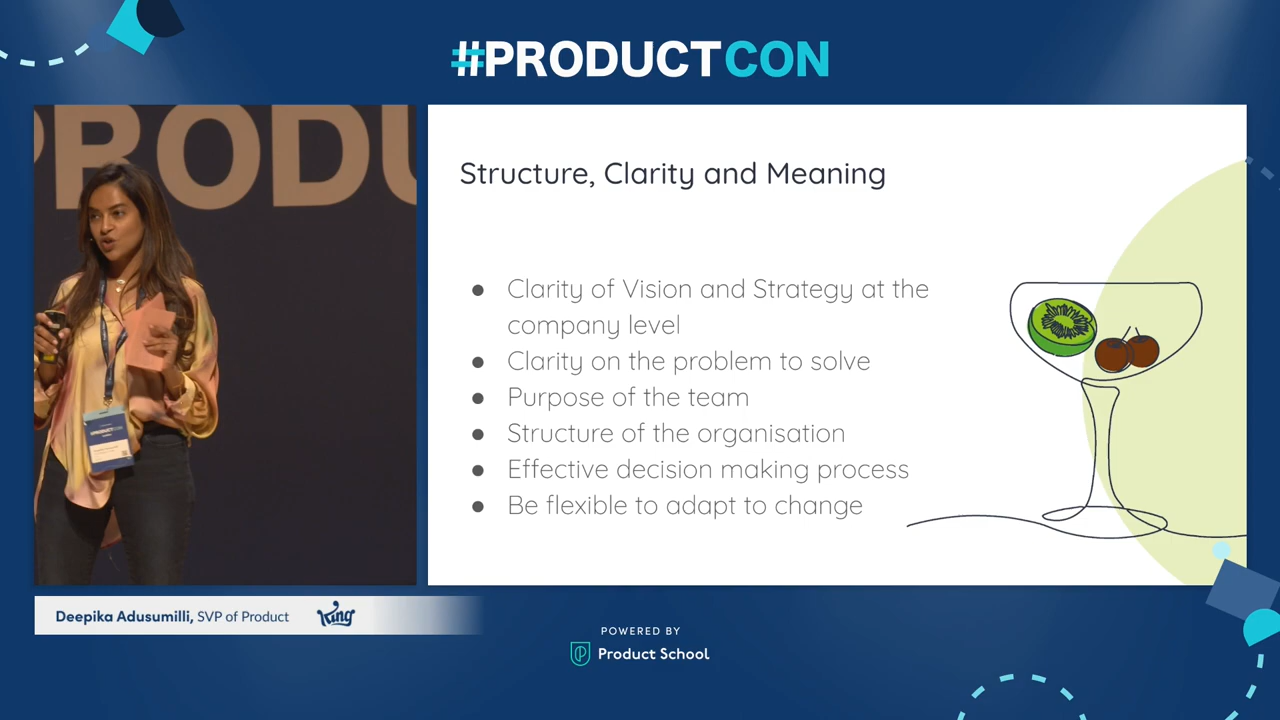 #PRODUCTCON
PRODU
Structure, Clarity and Meaning
● Clarity of Vision and Strategy at the
company level
● Clarity on the problem to solve
● Purpose of the team
● Structure of the organisation
● Effective decision making process
● Be flexible to adapt to change
#PRODUCTCON
Deepika Adusumilli, SVP of Product
King
POWERED BY
Product School